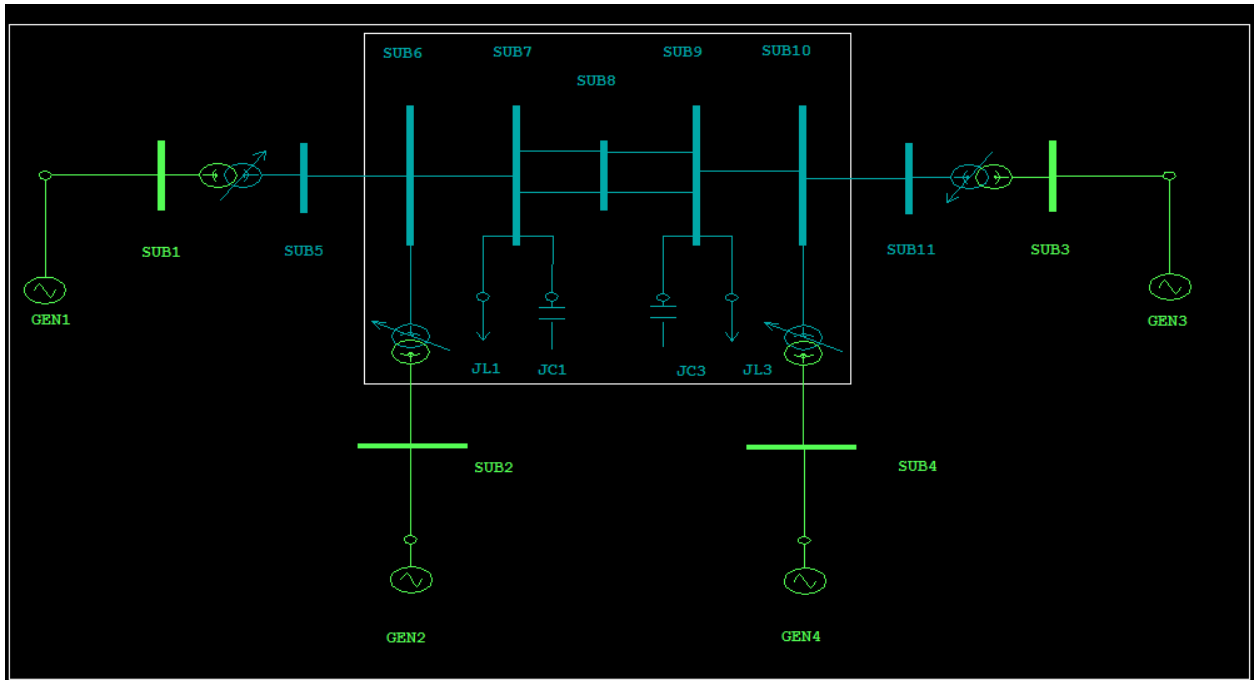 SUB6
SUB7
SUB9
SUB10
SUB8
SUB1
SUB5
SUB11
SUB3
GEN1
GEN3
JL1
JC1
JC3
JL3
SUB2
SUB4
GEN2
GEN4